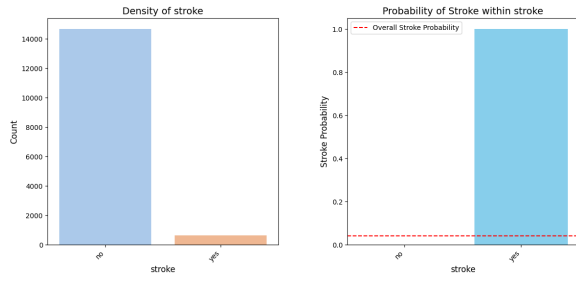 Density of stroke
Count
14000
12000
10000
8000
6000
4000
2000
0
no
yes
stroke
Probability of Stroke within stroke
Overall Stroke Probability
Stroke Probability
1.0
0.8
0.6
0.4
0.2
0.0
no
yes
stroke